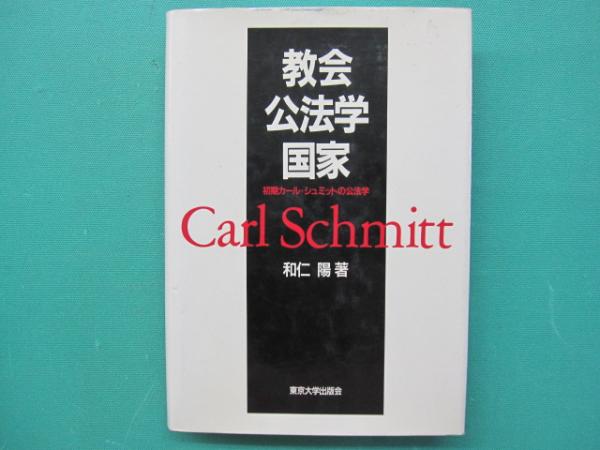 教会
公法学
国家
初期カール・シュミットの公法学
Carl Schmitt
和仁 陽 著
東京大学出版会